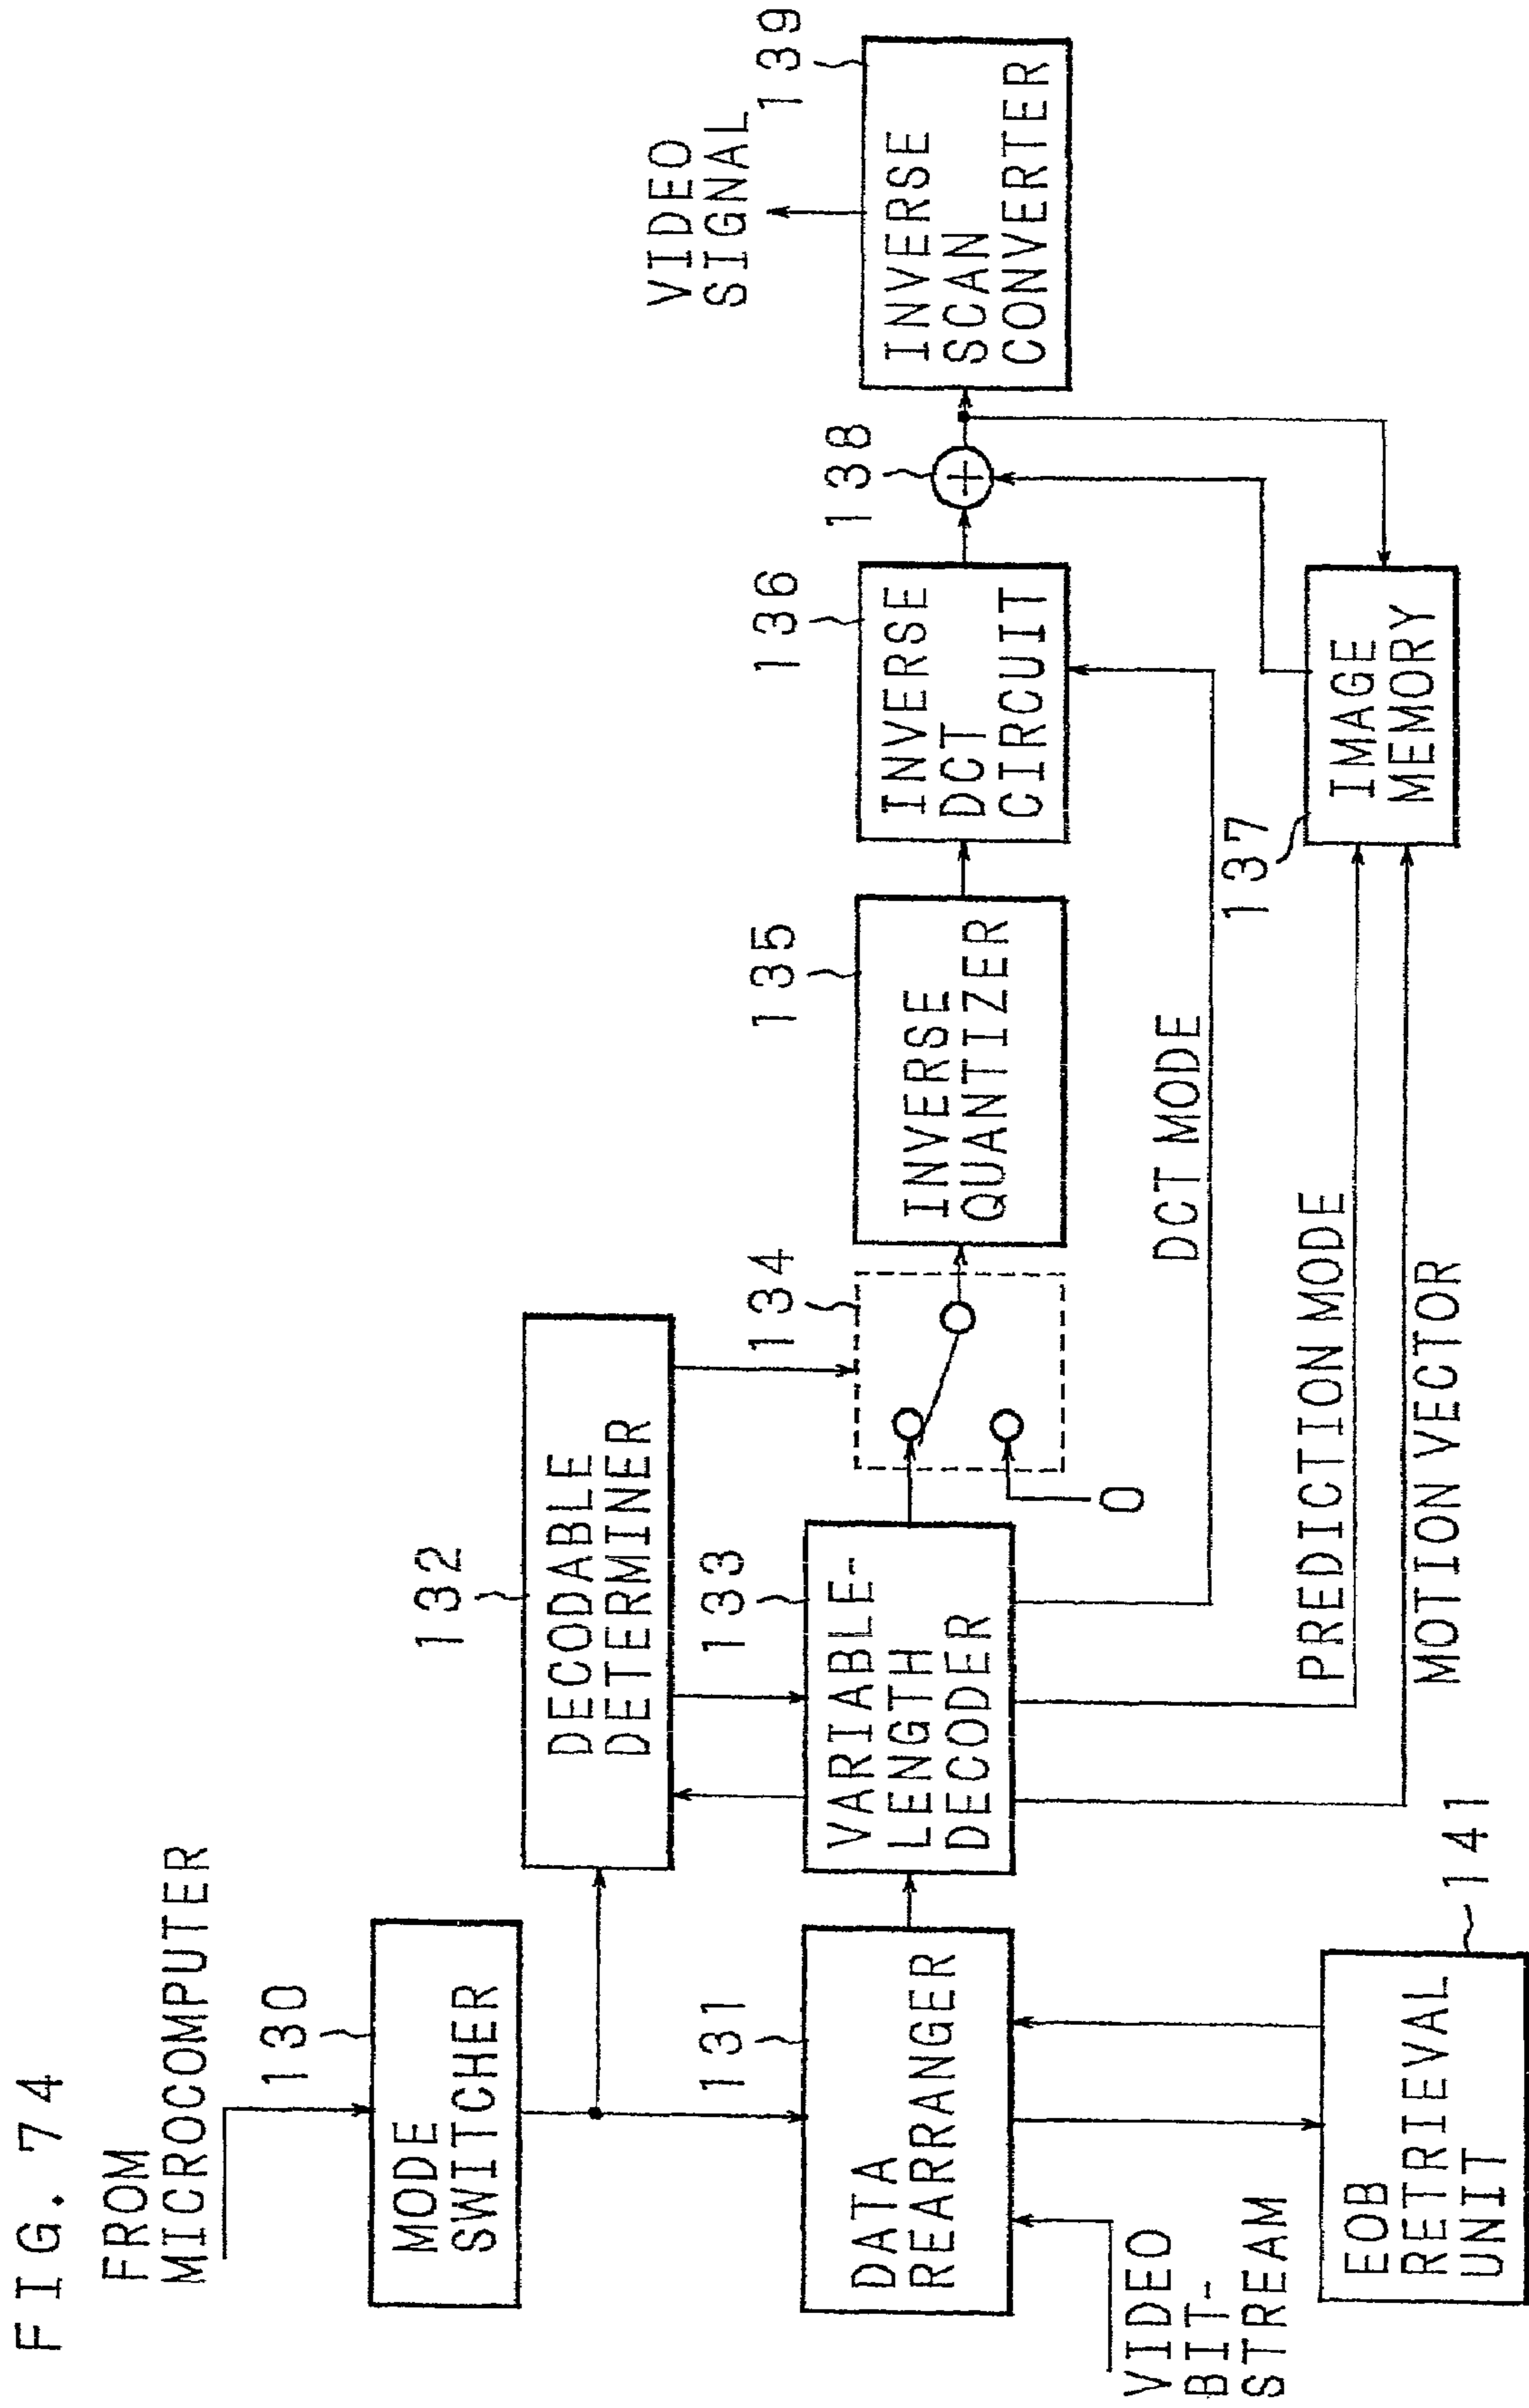 FIG. 74
FROM
MICROCOMPUTER
130
MODE
SWITCHER
132
DECODABLE
DETERMINER
131
DATA
REARRANGER
133
VARIABLE-
LENGTH
DECODER
134
0
135
INVERSE
QUANTIZER
136
INVERSE
DCT
CIRCUIT
138
+
VIDEO
SIGNAL
139
INVERSE
SCAN
CONVERTER
DCT MODE
PREDICTION MODE
MOTION VECTOR
137
IMAGE
MEMORY
VIDEO
BIT-
STREAM
141
EOB
RETRIEVAL
UNIT